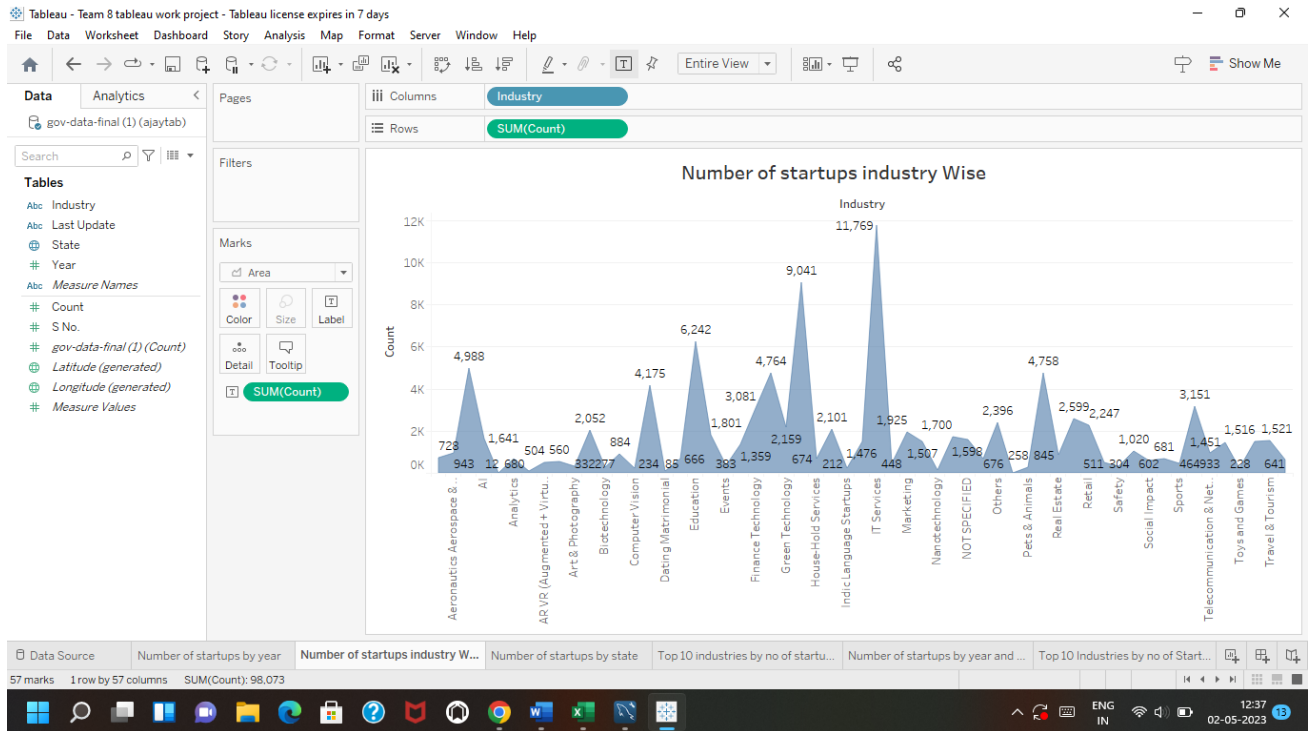 Tableau - Team 8 tableau work project - Tableau license expires in 7 days
File Data Worksheet Dashboard Story Analysis Map Format Server Window Help
Entire View
Show Me
Data Analytics
gov-data-final (1) (ajaytab)
Search
Tables
Abc Industry
Abc Last Update
State
# Year
Abc Measure Names
# Count
# S No.
# gov-data-final (1) (Count)
Latitude (generated)
Longitude (generated)
# Measure Values
Pages
Filters
Marks
Area
Color Size Label
Detail Tooltip
SUM(Count)
Columns Industry
Rows SUM(Count)
Number of startups industry Wise
Industry
Count
12K
10K
8K
6K
4K
2K
0K
11,769
9,041
6,242
4,988
4,764
4,758
4,175
3,081
3,151
2,599
2,396
2,247
2,052
2,101
1,925
1,801
1,700
2,159
1,641
1,516 1,521
1,451
1,507 1,598
1,476
1,359
1,020
728
884
504 560
681
943 12 680 332 277 234 85 666 383 674 212 448 676 258 845 511 304 602 464 933 228 641
Aeronautics Aerospace & ..
AI
Analytics
AR VR (Augmented + Virtu..
Art & Photography
Biotechnology
Computer Vision
Dating Matrimonial
Education
Events
Finance Technology
Green Technology
House-Hold Services
Indic Language Startups
IT Services
Marketing
Nanotechnology
NOT SPECIFIED
Others
Pets & Animals
Real Estate
Retail
Safety
Social Impact
Sports
Telecommunication & Net..
Toys and Games
Travel & Tourism
Data Source Number of startups by year Number of startups industry W... Number of startups by state Top 10 industries by no of startu... Number of startups by year and ... Top 10 Industries by no of Start...
57 marks 1 row by 57 columns SUM(Count): 98,073
ENG
IN
12:37
02-05-2023
13